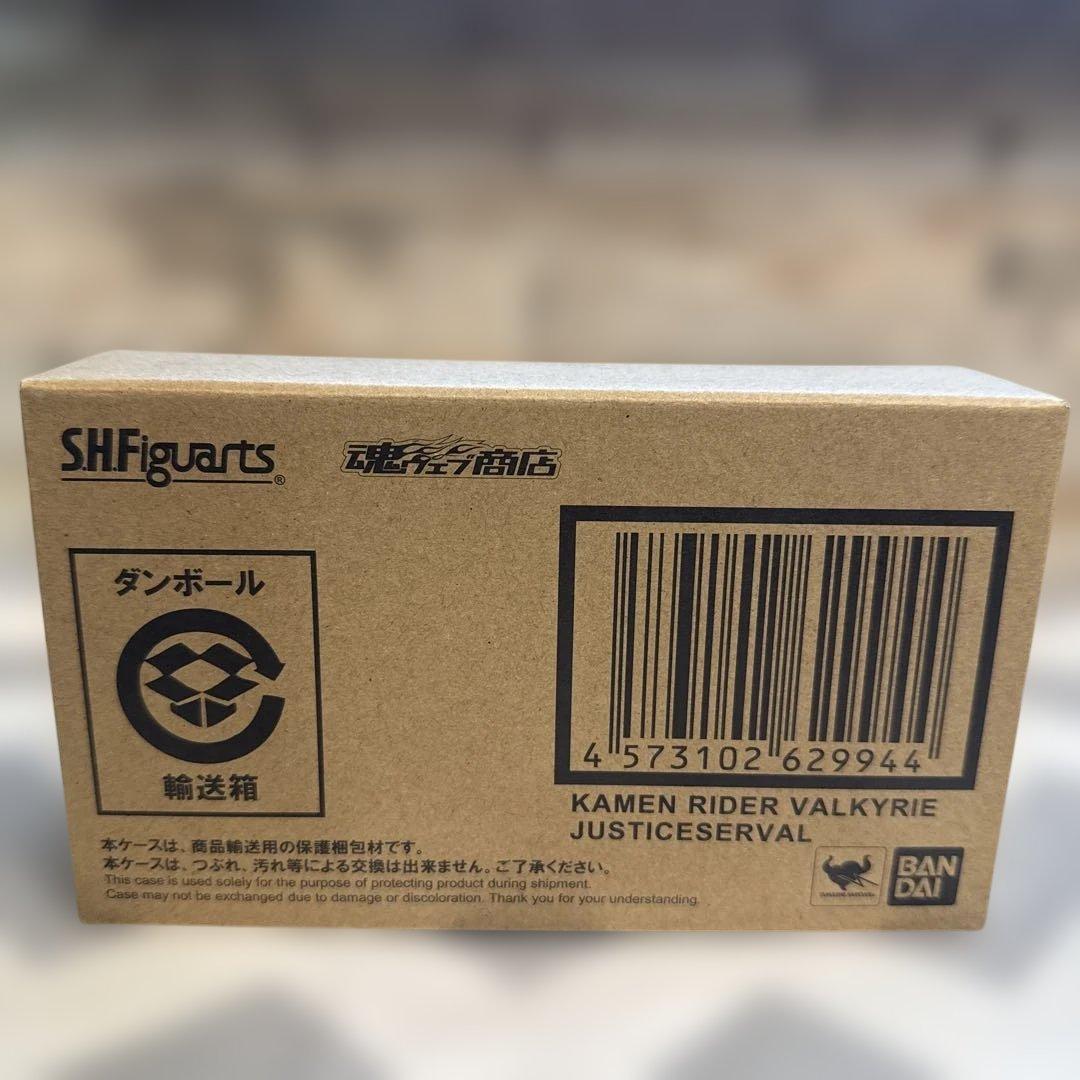 S.H.Figuarts®
魂ウェブ商店
ダンボール
輸送箱
4 573102 629944
KAMEN RIDER VALKYRIE
JUSTICESERVAL
本ケースは、商品輸送用の保護梱包材です。
本ケースは、つぶれ、汚れ等による交換は出来ません。ご了承ください。
This case is used solely for the purpose of protecting product during shipment.
Case may not be exchanged due to damage or discoloration. Thank you for your understanding.
BAN
DAI